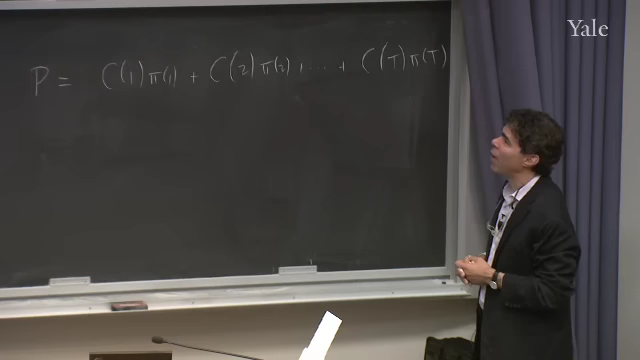 Yale
P = C(1)π(1) + C(2)π(2), ... + C(T)π(T)